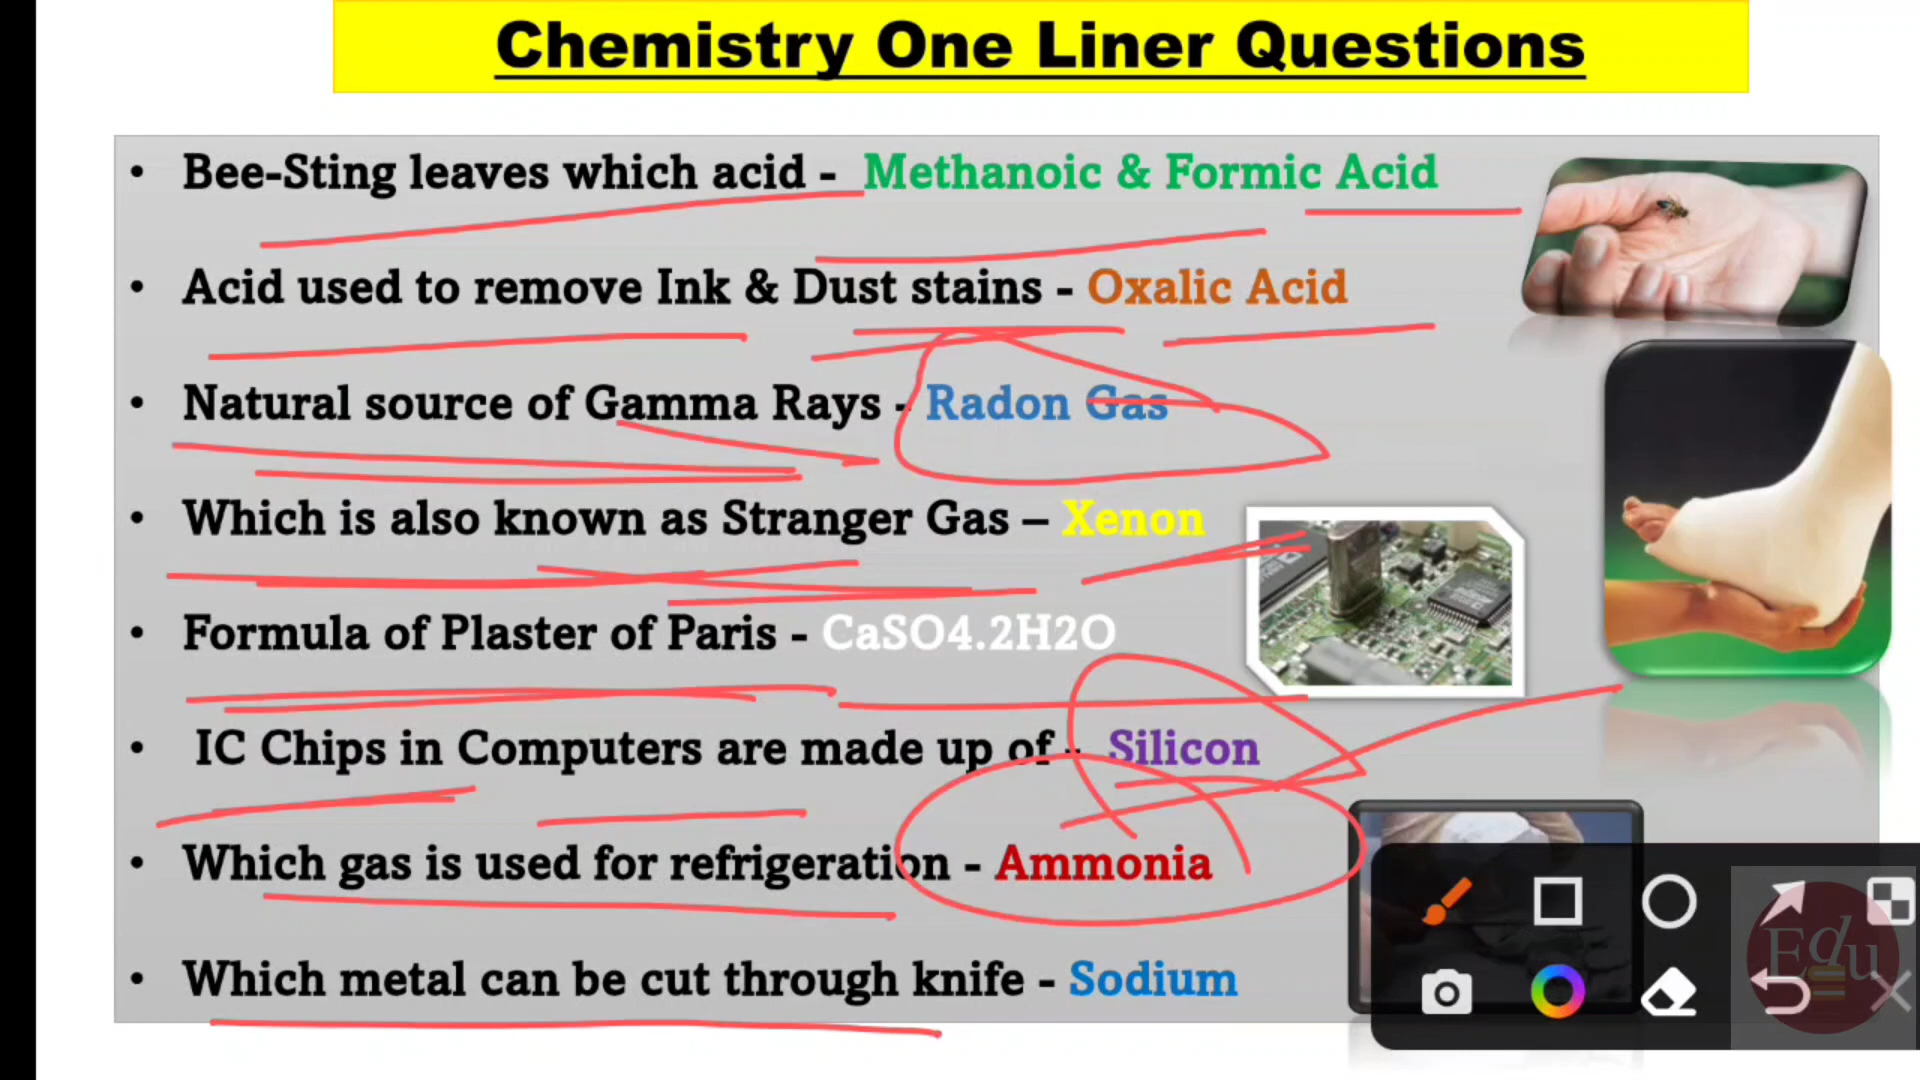 Chemistry One Liner Questions
• Bee-Sting leaves which acid - Methanoic & Formic Acid
• Acid used to remove Ink & Dust stains - Oxalic Acid
• Natural source of Gamma Rays - Radon Gas
• Which is also known as Stranger Gas – Xenon
• Formula of Plaster of Paris - CaSO4.2H2O
• IC Chips in Computers are made up of - Silicon
• Which gas is used for refrigeration - Ammonia
• Which metal can be cut through knife - Sodium
Edu